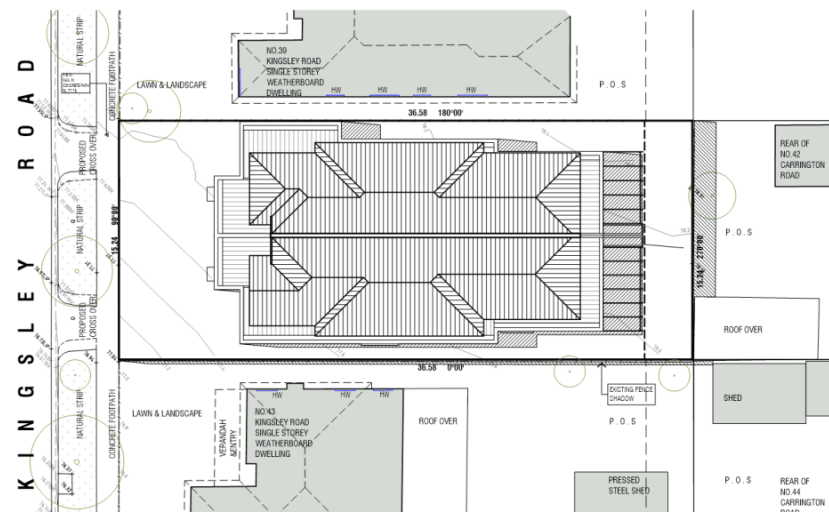 KINGSLEY ROAD
NATURAL STRIP
CONCRETE FOOTPATH
LAWN & LANDSCAPE
NO.39
KINGSLEY ROAD
SINGLE STOREY
WEATHERBOARD
DWELLING
HW
HW
HW
HW
P.O.S
36.58 180°00'
PROPOSED
CROSS OVER
REAR OF
NO.42
CARRINGTON
ROAD
NATURAL STRIP
15.24 90°00'
15.24 270°00'
P.O.S
PROPOSED
CROSS OVER
ROOF OVER
36.58 0°00'
EXISTING FENCE
SHADOW
NATURAL STRIP
CONCRETE FOOTPATH
LAWN & LANDSCAPE
VERANDAH
&ENTRY
HW
HW
HW
NO.43
KINGSLEY ROAD
SINGLE STOREY
WEATHERBOARD
DWELLING
ROOF OVER
P.O.S
SHED
PRESSED
STEEL SHED
P.O.S
REAR OF
NO.44
CARRINGTON
ROAD